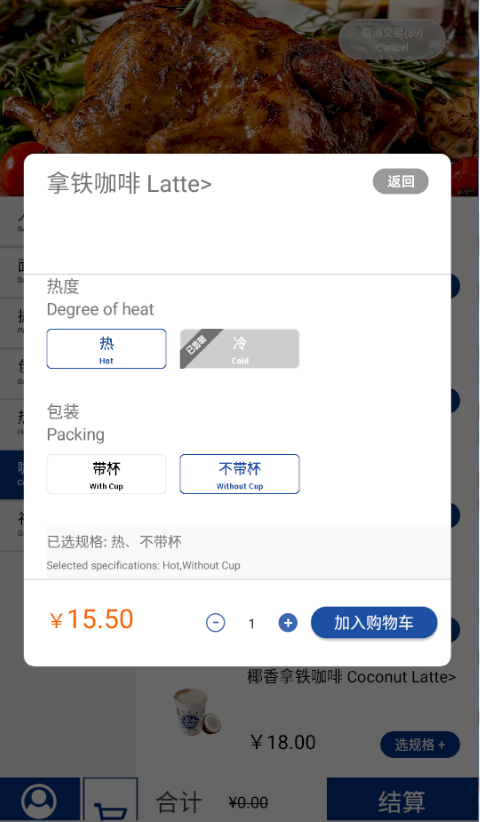 取消交易(89)
Cancel
拿铁咖啡 Latte>
返回
热度
Degree of heat
热
Hot
已售罄
冷
Cold
包装
Packing
带杯
With Cup
不带杯
Without Cup
已选规格: 热、不带杯
Selected specifications: Hot,Without Cup
￥15.50
-
1
+
加入购物车
椰香拿铁咖啡 Coconut Latte>
￥18.00
选规格 +
合计
¥0.00
结算